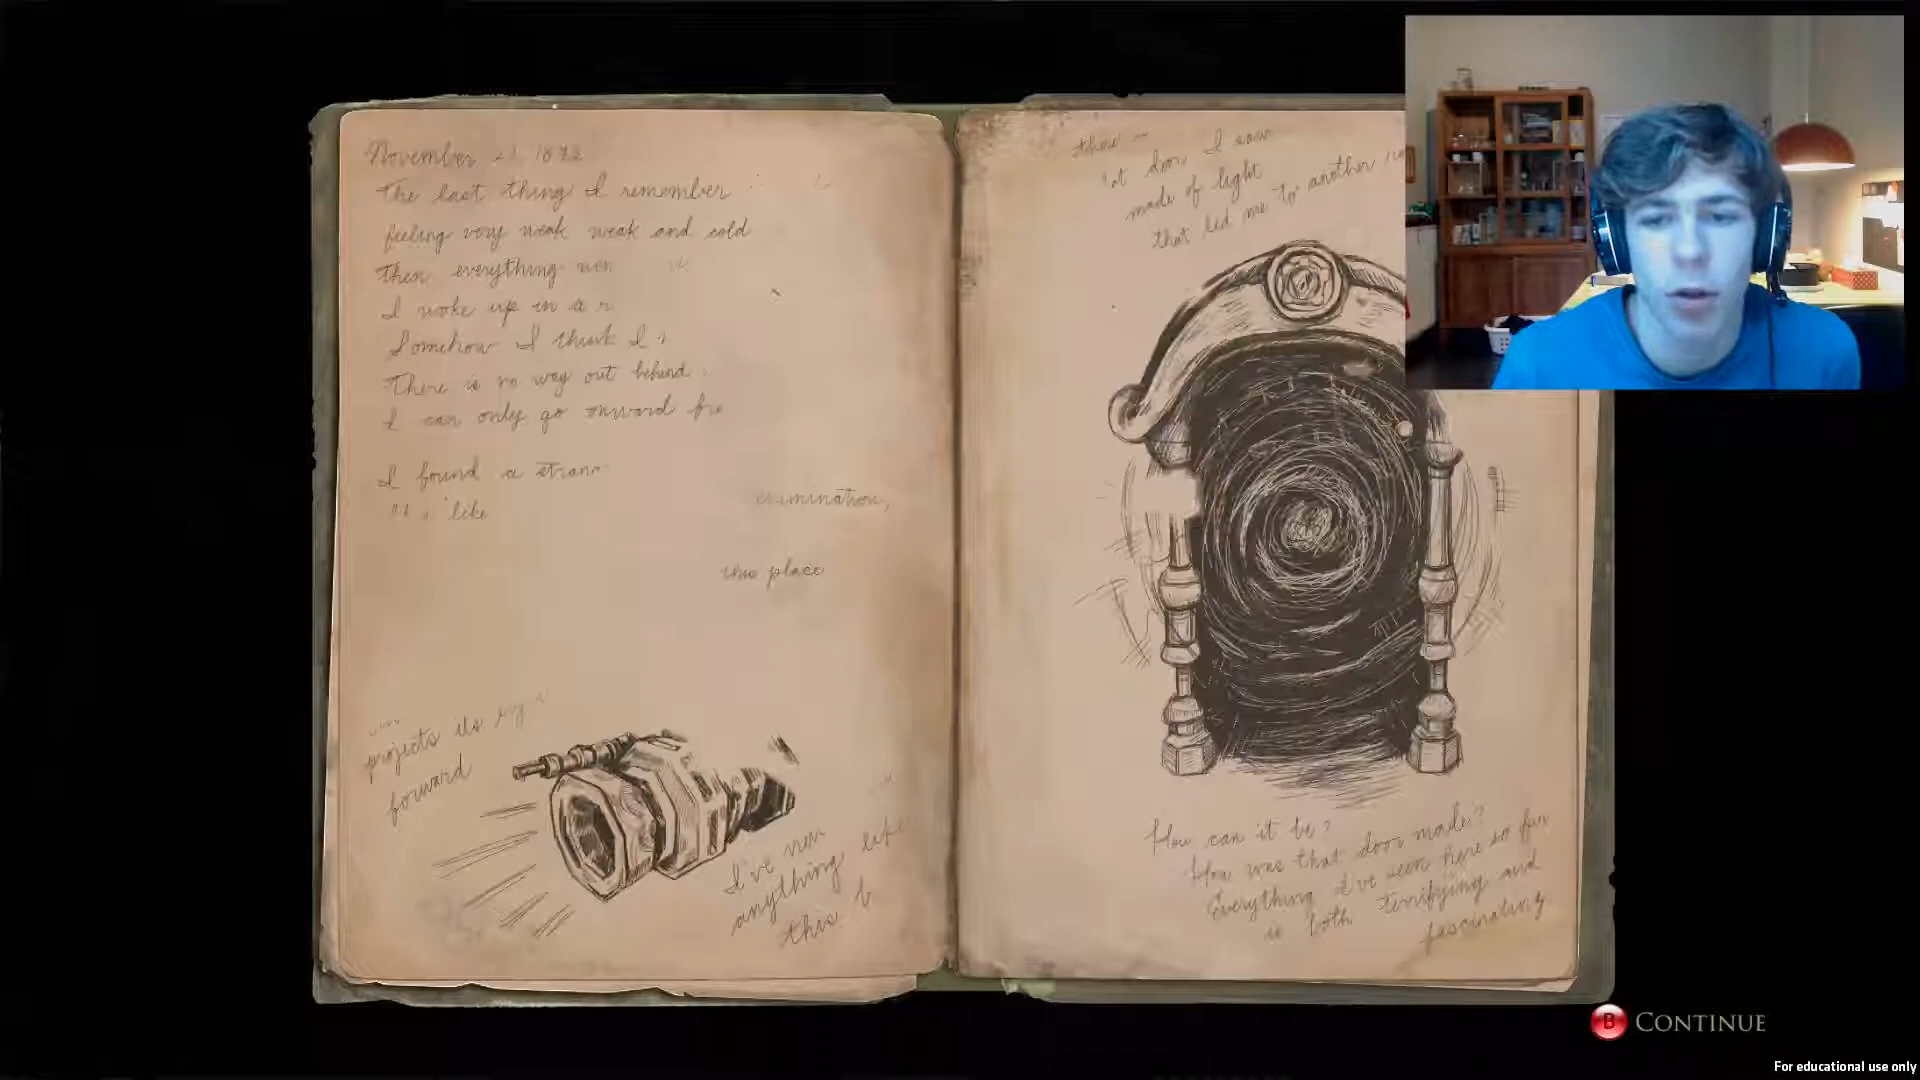 November 21, 1872
The last thing I remember
feeling very weak weak and cold
Then everything
I woke up in a
Somehow I think I
There is no way out behind
I can only go onward
I found a
like
this place
projects its
forward
I've
anything like
this
door I saw
made of light
that led me to another
How can it be?
How was that door made?
Everything I've seen here so far
is both terrifying and
fascinating
B CONTINUE
For educational use only